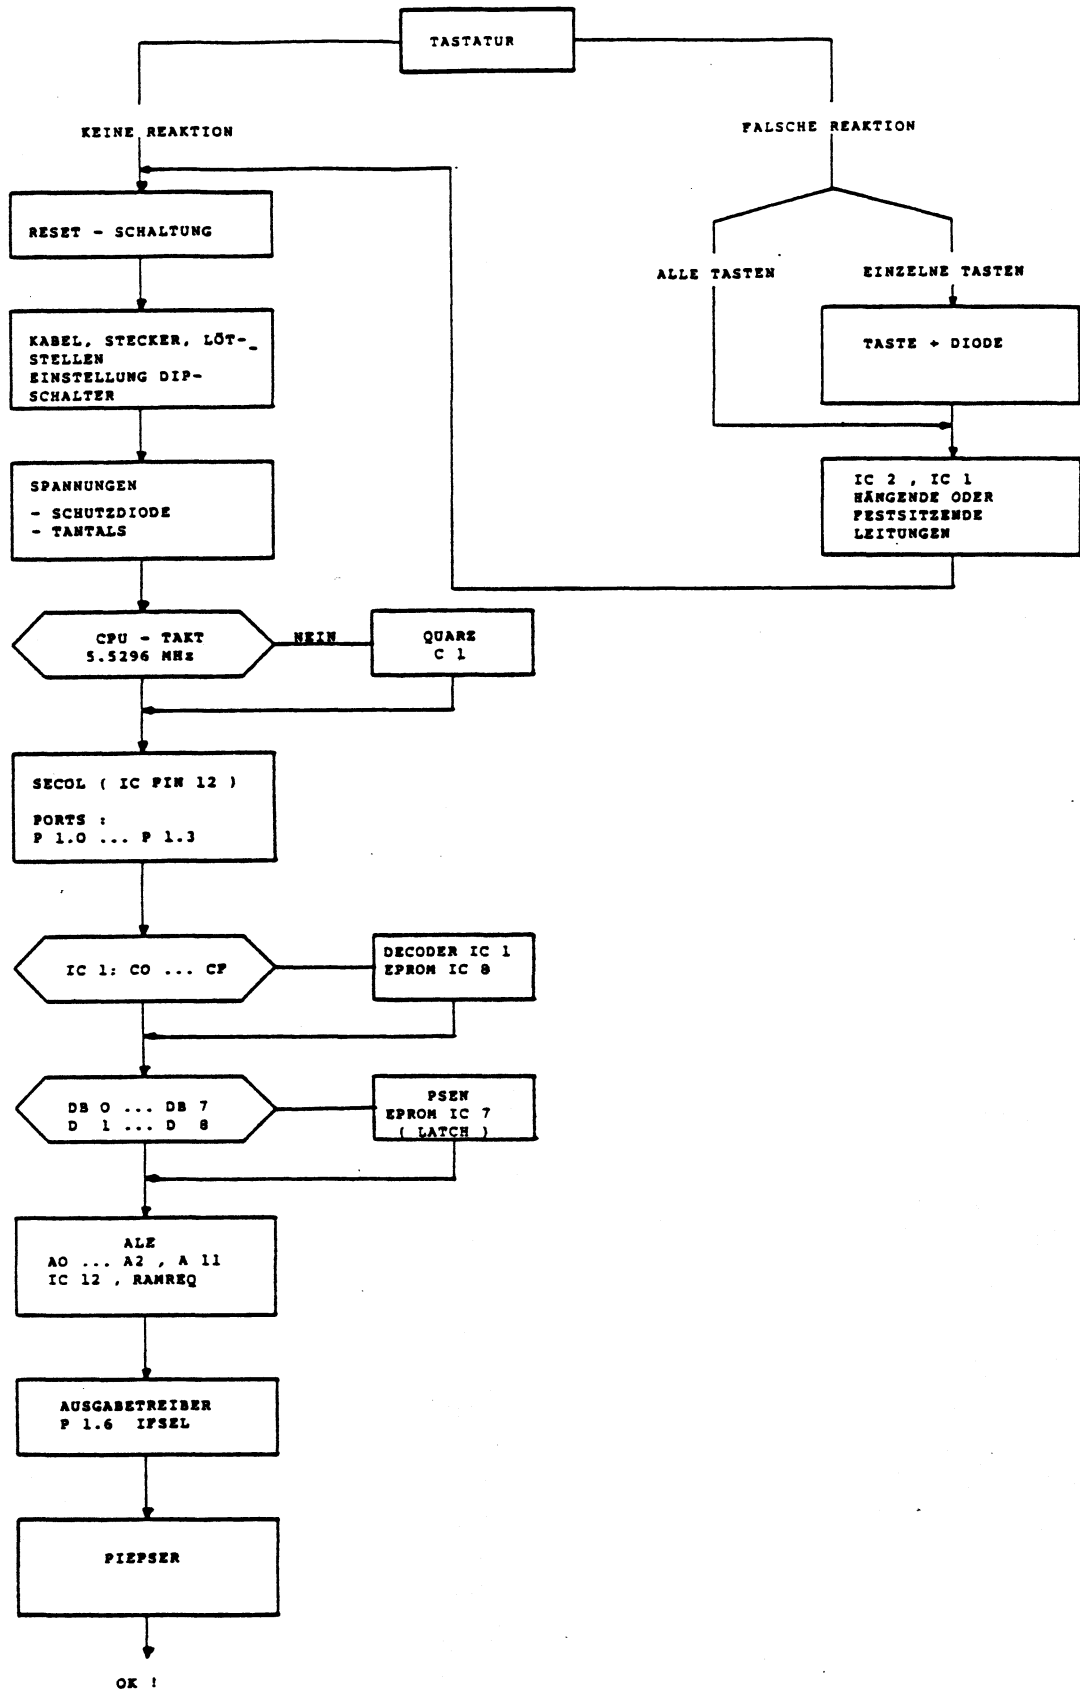 TASTATUR
KEINE REAKTION
FALSCHE REAKTION
RESET - SCHALTUNG
ALLE TASTEN
EINZELNE TASTEN
KABEL, STECKER, LÖT-
STELLEN
EINSTELLUNG DIP-
SCHALTER
TASTE + DIODE
SPANNUNGEN
- SCHUTZDIODE
- TANTALS
IC 2 , IC 1
HÄNGENDE ODER
FESTSITZENDE
LEITUNGEN
CPU - TAKT
5.5296 MHz
NEIN
QUARZ
C 1
SECOL ( IC PIN 12 )
PORTS :
P 1.0 ... P 1.3
IC 1: C0 ... CF
DECODER IC 1
EPROM IC 8
DB 0 ... DB 7
D 1 ... D 8
PSEN
EPROM IC 7
( LATCH )
ALE
A0 ... A2 , A 11
IC 12 , RAMREQ
AUSGABETREIBER
P 1.6 IFSEL
PIEPSER
OK !